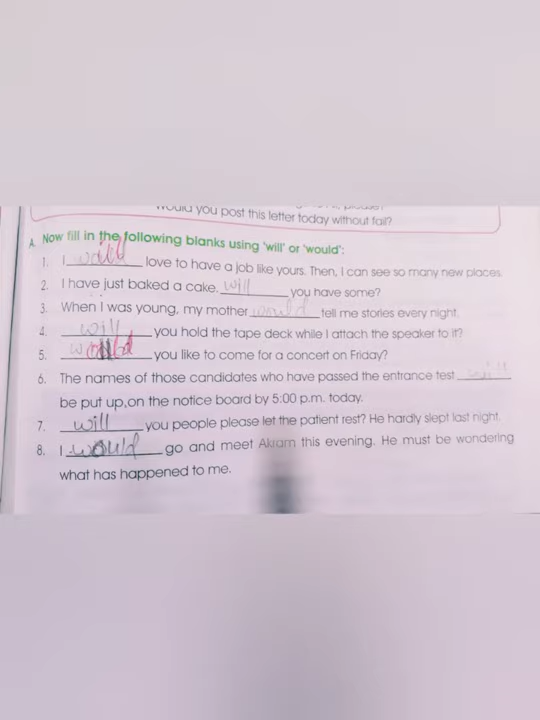 would you post this letter today without fail?
A. Now fill in the following blanks using 'will' or 'would':
1. I would love to have a job like yours. Then, I can see so many new places.
2. I have just baked a cake. will you have some?
3. When I was young, my mother would tell me stories every night.
4. will you hold the tape deck while I attach the speaker to it?
5. would you like to come for a concert on Friday?
6. The names of those candidates who have passed the entrance test will
be put up, on the notice board by 5:00 p.m. today.
7. will you people please let the patient rest? He hardly slept last night.
8. I would go and meet Akram this evening. He must be wondering
what has happened to me.